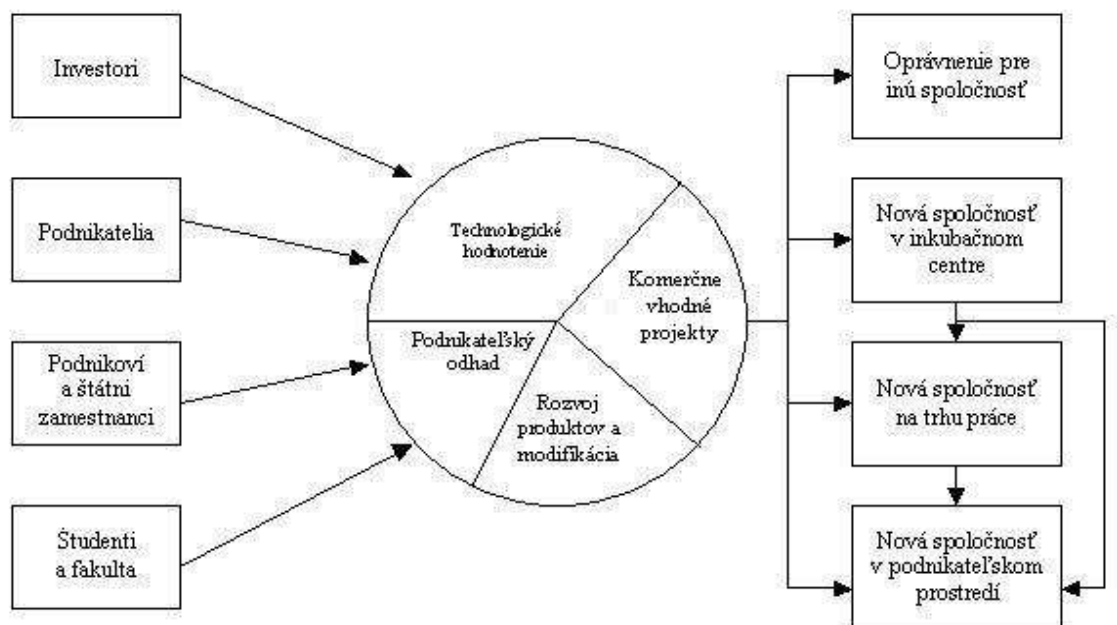 Investori
Podnikatelia
Podnikoví
a štátni
zamestnanci
Študenti
a fakulta
Technologické
hodnotenie
Podnikateľský
odhad
Rozvoj
produktov a
modifikácia
Komerčne
vhodné
projekty
Oprávnenie pre
inú spoločnosť
Nová spoločnosť
v inkubačnom
centre
Nová spoločnosť
na trhu práce
Nová spoločnosť
v podnikateľskom
prostredí